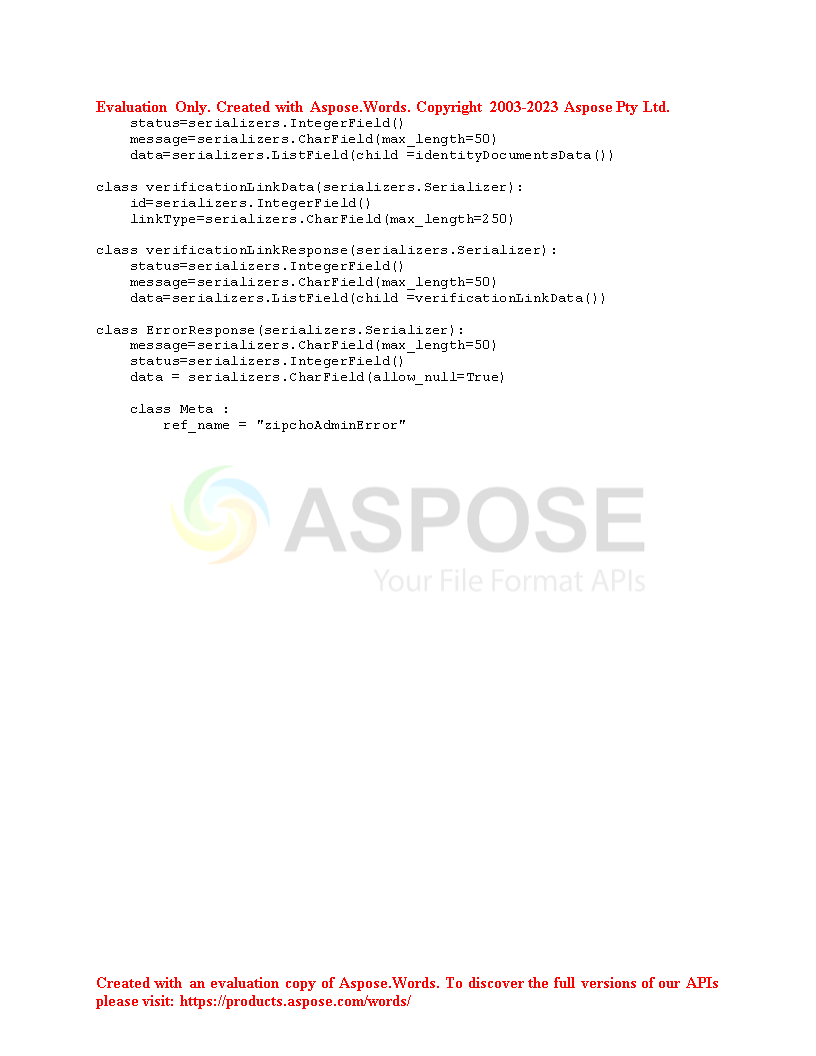 Evaluation Only. Created with Aspose.Words. Copyright 2003-2023 Aspose Pty Ltd.
    status=serializers.IntegerField()
    message=serializers.CharField(max_length=50)
    data=serializers.ListField(child =identityDocumentsData())

class verificationLinkData(serializers.Serializer):
    id=serializers.IntegerField()
    linkType=serializers.CharField(max_length=250)

class verificationLinkResponse(serializers.Serializer):
    status=serializers.IntegerField()
    message=serializers.CharField(max_length=50)
    data=serializers.ListField(child =verificationLinkData())

class ErrorResponse(serializers.Serializer):
    message=serializers.CharField(max_length=50)
    status=serializers.IntegerField()
    data = serializers.CharField(allow_null=True)

    class Meta :
        ref_name = "zipchoAdminError"
ASPOSE
Your File Format APIs
Created with an evaluation copy of Aspose.Words. To discover the full versions of our APIs
please visit: https://products.aspose.com/words/